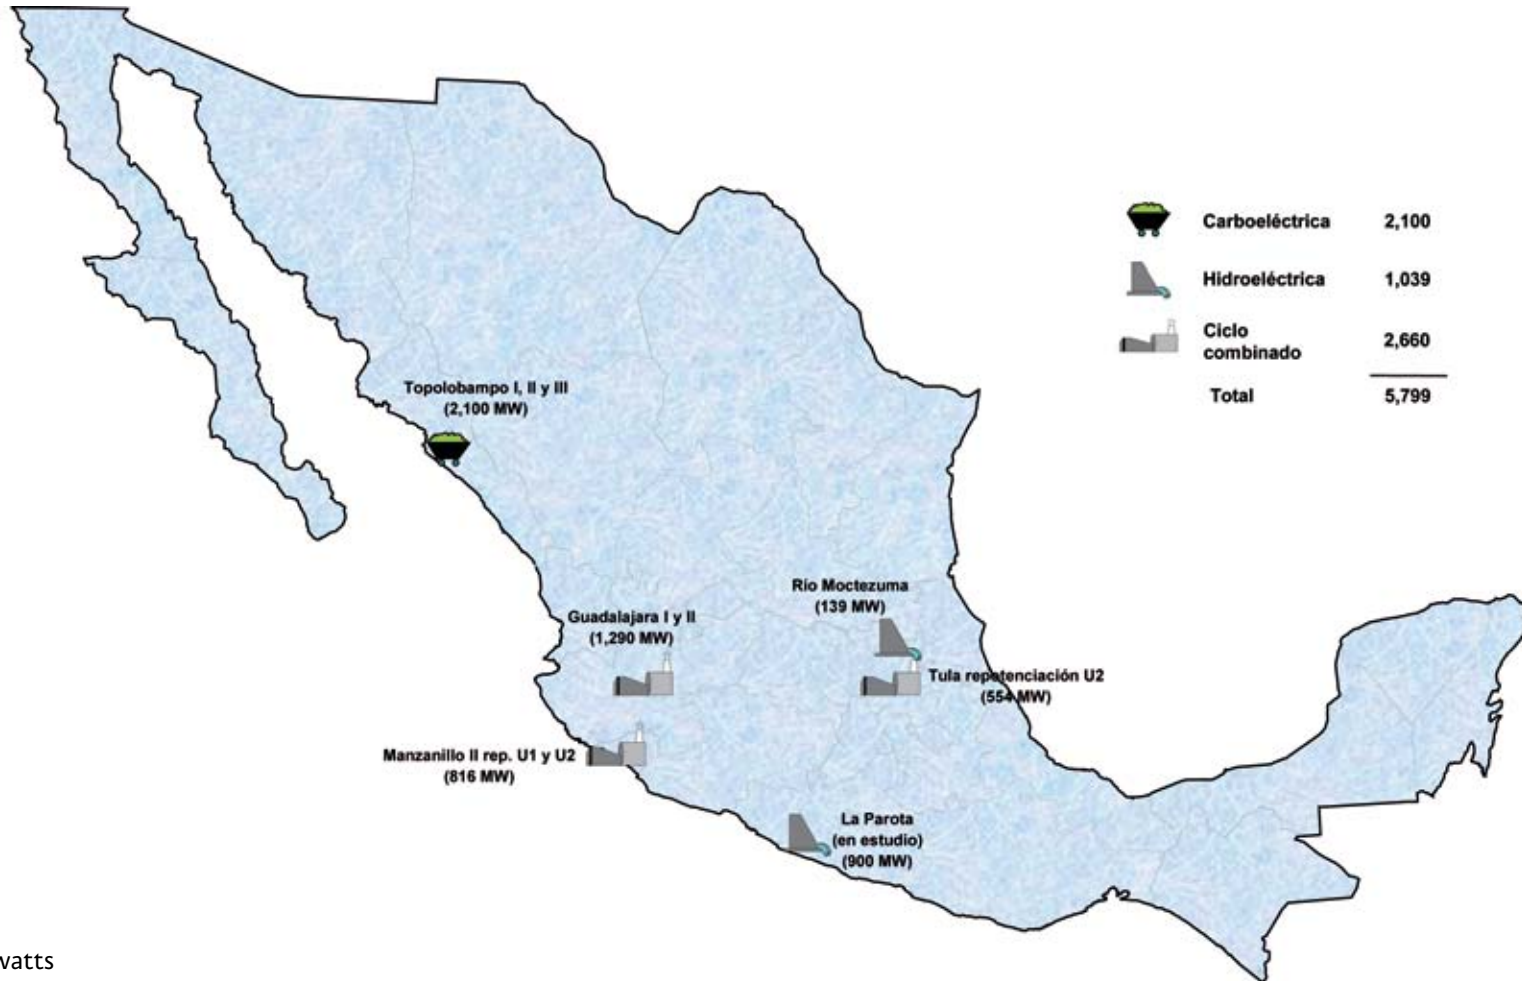 Carboeléctrica 2,100
Hidroeléctrica 1,039
Ciclo
combinado 2,660
Total 5,799
Topolobampo I, II y III
(2,100 MW)
Río Moctezuma
(139 MW)
Guadalajara I y II
(1,290 MW)
Tula repotenciación U2
(554 MW)
Manzanillo II rep. U1 y U2
(816 MW)
La Parota
(en estudio)
(900 MW)
watts